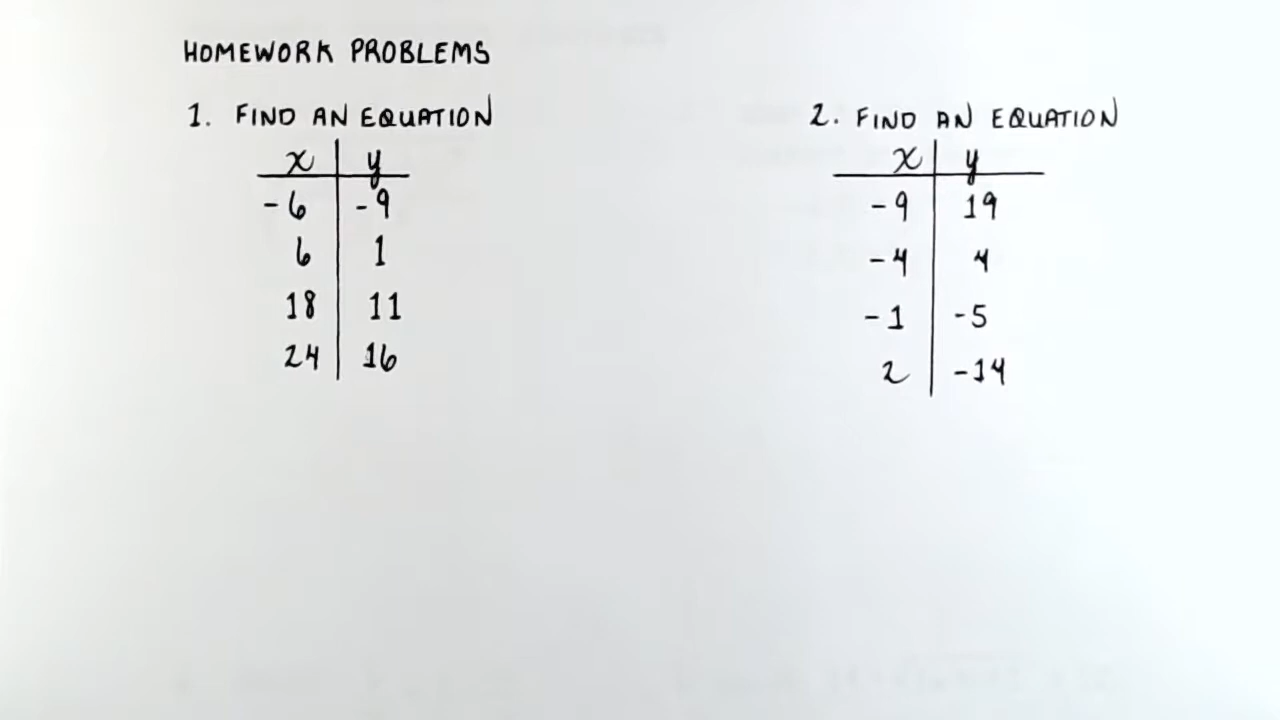 HOMEWORK PROBLEMS
1. FIND AN EQUATION
x y
-6 -9
6 1
18 11
24 16
2. FIND AN EQUATION
x y
-9 19
-4 4
-1 -5
2 -14